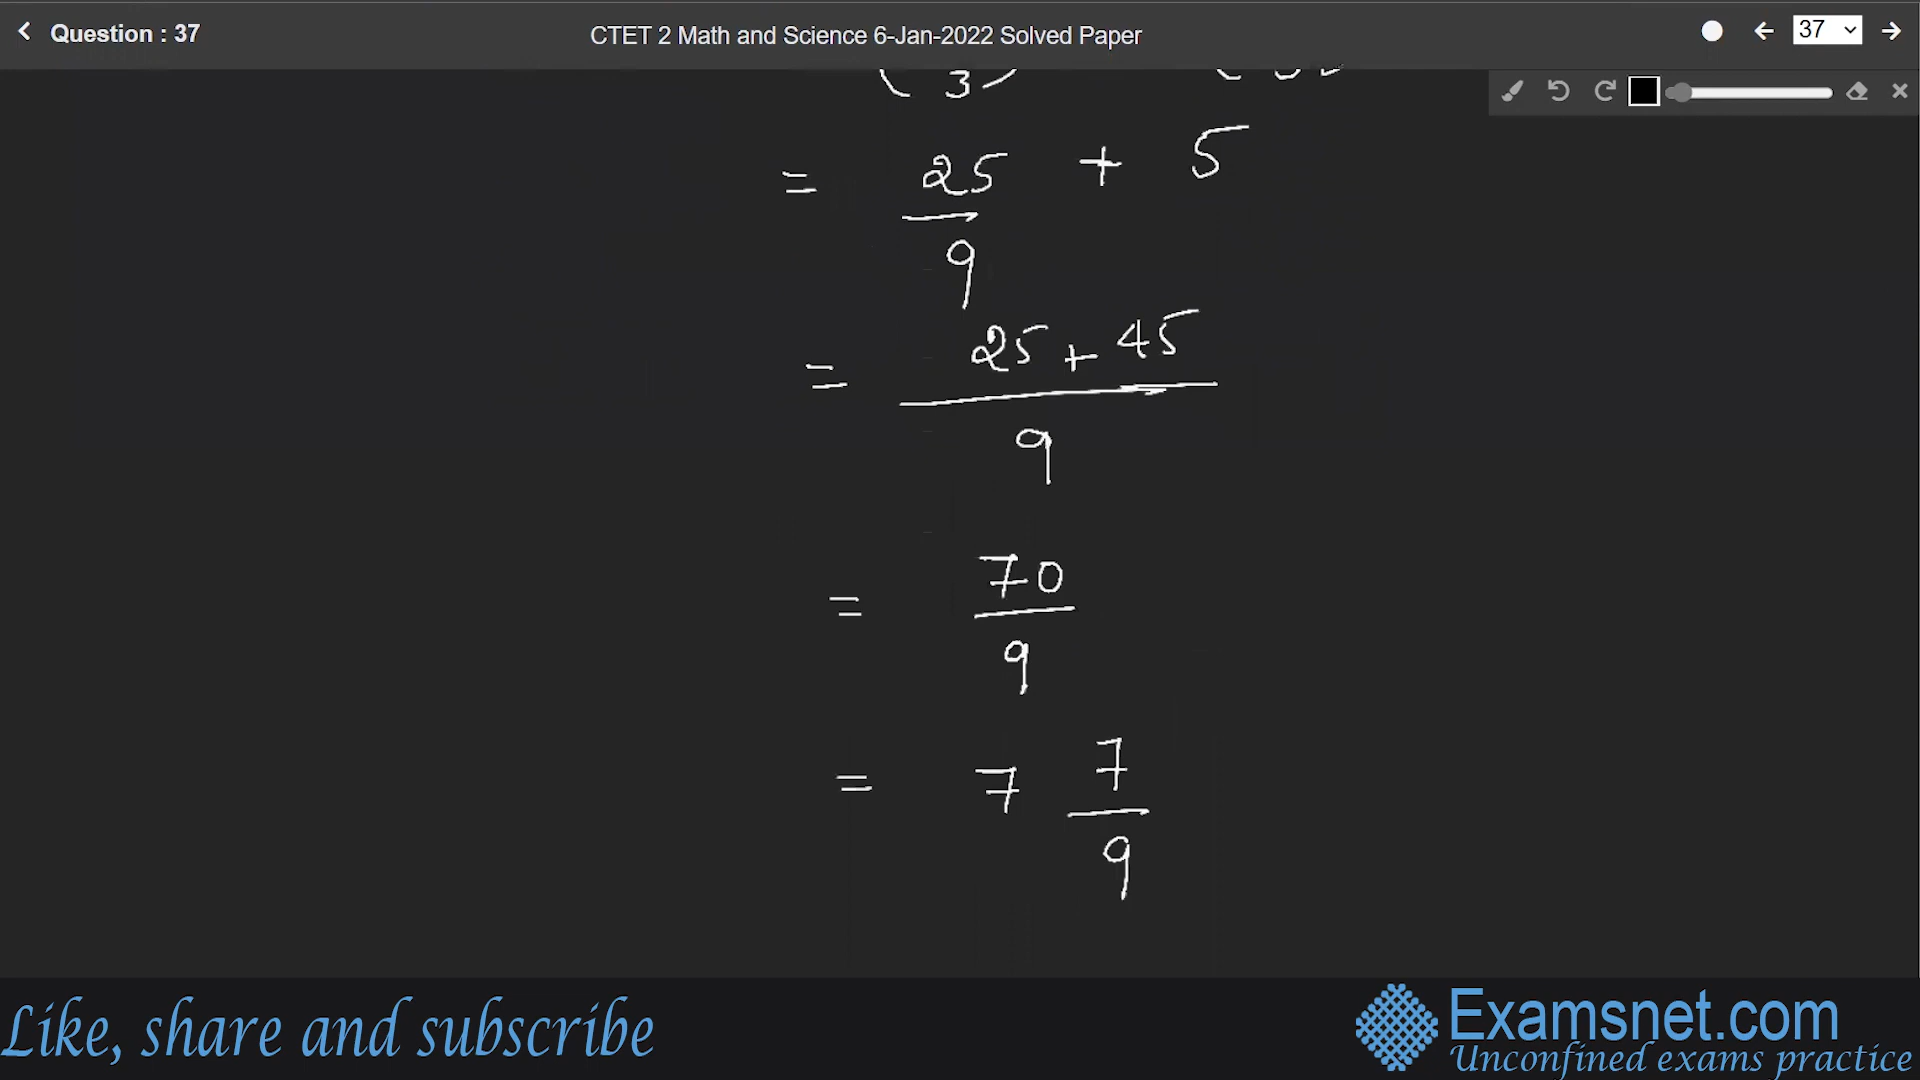 Question : 37
CTET 2 Math and Science 6-Jan-2022 Solved Paper
37
3
= 25 + 5
9
= 25 + 45
9
= 70
9
= 7 7
9
Like, share and subscribe
Examsnet.com
Unconfined exams practice